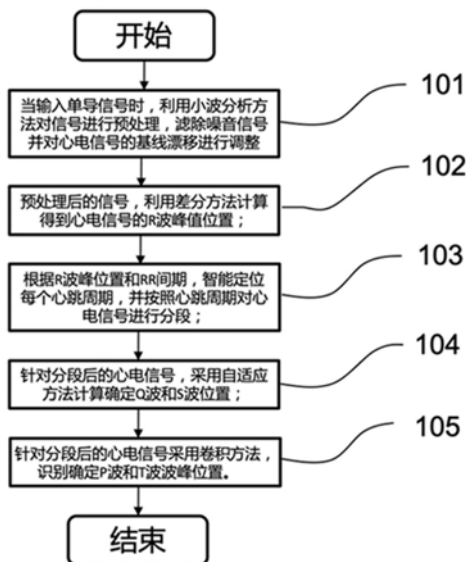 开始
当输入单导信号时，利用小波分析方
法对信号进行预处理，滤除噪音信号
并对心电信号的基线漂移进行调整
101
预处理后的信号，利用差分方法计算
得到心电信号的R波峰值位置；
102
根据R波峰位置和RR间期，智能定位
每个心跳周期，并按照心跳周期对心
电信号进行分段；
103
针对分段后的心电信号，采用自适应
方法计算确定Q波和S波位置；
104
针对分段后的心电信号采用卷积方法，
识别确定P波和T波波峰位置。
105
结束